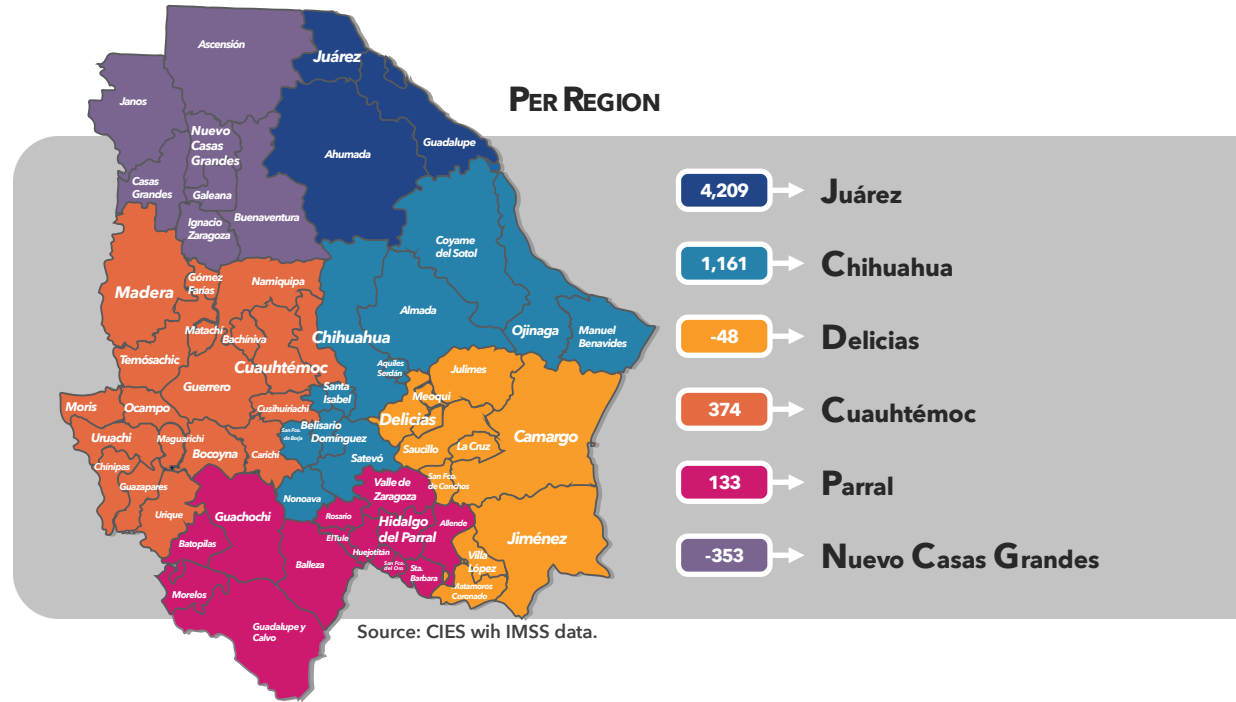 Ascensión
Juárez
Janos
PER REGION
Nuevo
Casas
Grandes
Guadalupe
Ahumada
Casas
Grandes
Galeana
4,209
Juárez
Ignacio
Zaragoza
Buenaventura
Coyame
del Sotol
1,161
Chihuahua
Gómez
Farías
Namiquipa
Madera
Almada
Matachí
Bachíniva
Chihuahua
Ojinaga
Manuel
Benavides
-48
Delicias
Temósachic
Cuauhtémoc
Aquiles
Serdán
Julimes
Guerrero
Santa
Isabel
Meoqui
Moris
Ocampo
Cusihuiriachi
Delicias
374
Cuauhtémoc
Uruachi
Maguarichi
San Fco.
de Borja
Belisario
Domínguez
Camargo
Bocoyna
Carichí
Satevó
Saucillo
La Cruz
Chínipas
Guazapares
Nonoava
Valle de
Zaragoza
San Fco.
de Conchos
133
Parral
Urique
Guachochi
Rosario
Hidalgo
del Parral
Allende
Batopilas
El Tule
Huejotitán
Jiménez
Balleza
San Fco.
del Oro
Sta.
Barbara
Villa
López
-353
Nuevo Casas Grandes
Morelos
Matamoros
Coronado
Guadalupe y
Calvo
Source: CIES wih IMSS data.